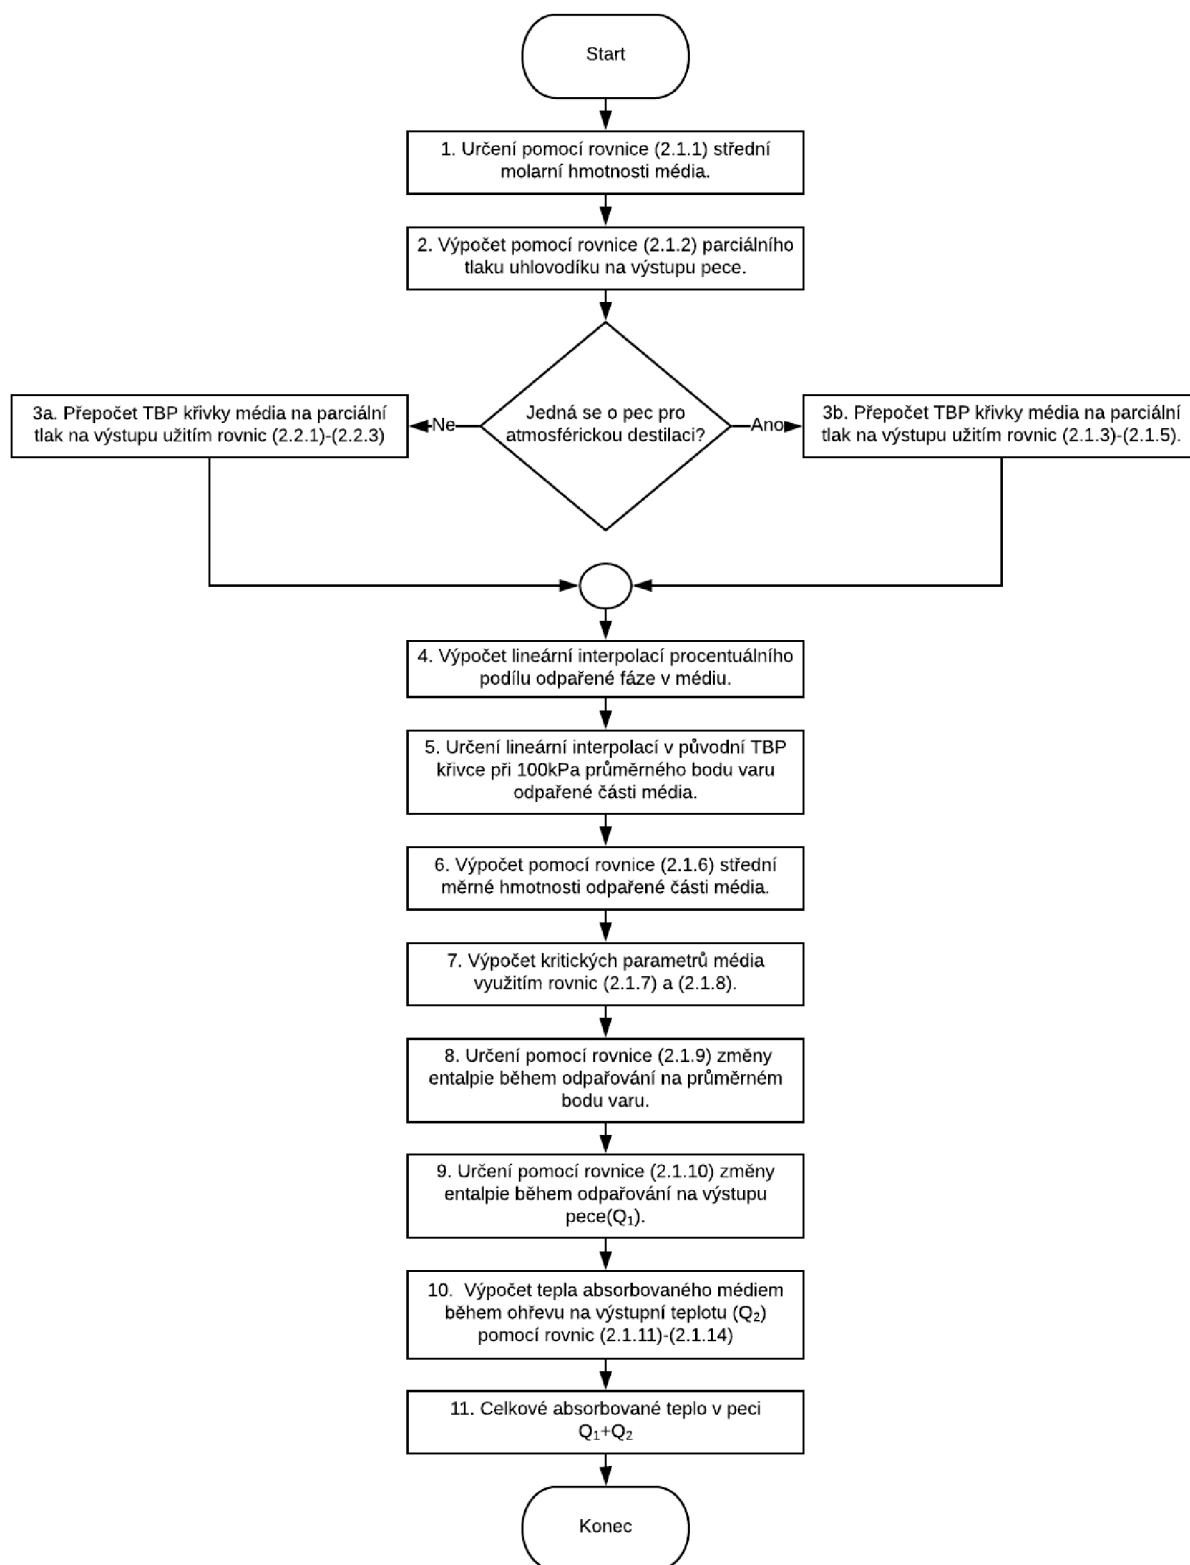 Start
1. Určení pomocí rovnice (2.1.1) střední
molarní hmotnosti média.
2. Výpočet pomocí rovnice (2.1.2) parciálního
tlaku uhlovodíku na výstupu pece.
Jedná se o pec pro
atmosférickou destilaci?
Ne
Ano
3a. Přepočet TBP křivky média na parciální
tlak na výstupu užitím rovnic (2.2.1)-(2.2.3)
3b. Přepočet TBP křivky média na parciální
tlak na výstupu užitím rovnic (2.1.3)-(2.1.5).
4. Výpočet lineární interpolací procentuálního
podílu odpařené fáze v médiu.
5. Určení lineární interpolací v původní TBP
křivce při 100kPa průměrného bodu varu
odpařené části média.
6. Výpočet pomocí rovnice (2.1.6) střední
měrné hmotnosti odpařené části média.
7. Výpočet kritických parametrů média
využitím rovnic (2.1.7) a (2.1.8).
8. Určení pomocí rovnice (2.1.9) změny
entalpie během odpařování na průměrném
bodu varu.
9. Určení pomocí rovnice (2.1.10) změny
entalpie během odpařování na výstupu
pece(Q₁).
10. Výpočet tepla absorbovaného médiem
během ohřevu na výstupní teplotu (Q₂)
pomocí rovnic (2.1.11)-(2.1.14)
11. Celkové absorbované teplo v peci
Q₁+Q₂
Konec